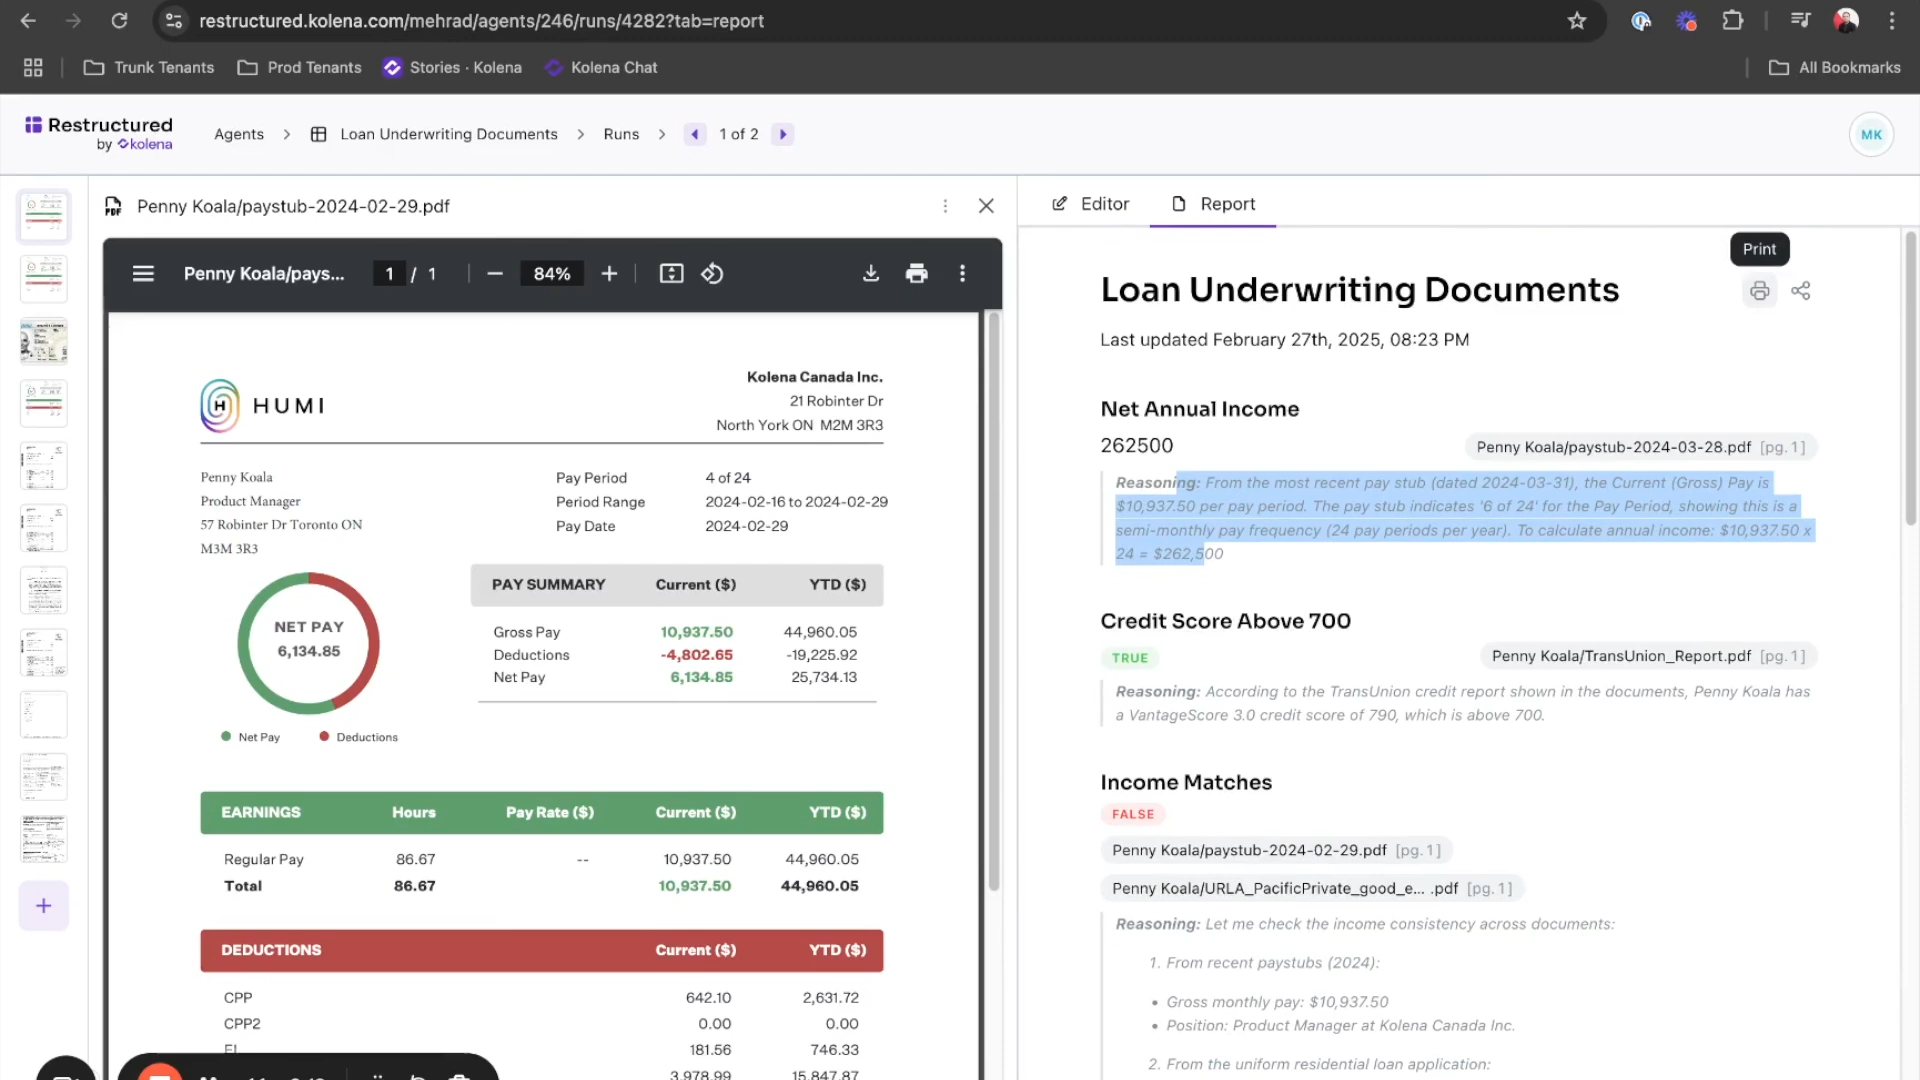 restructured.kolena.com/mehrad/agents/246/runs/4282?tab=report
Trunk Tenants
Prod Tenants
Stories · Kolena
Kolena Chat
All Bookmarks
Restructured
by kolena
Agents
Loan Underwriting Documents
Runs
1 of 2
MK
PDF
Penny Koala/paystub-2024-02-29.pdf
Penny Koala/pays...
1 / 1
84%
HUMI
Kolena Canada Inc.
21 Robinter Dr
North York ON M2M 3R3
Penny Koala
Product Manager
57 Robinter Dr Toronto ON
M3M 3R3
Pay Period 4 of 24
Period Range 2024-02-16 to 2024-02-29
Pay Date 2024-02-29
NET PAY
6,134.85
Net Pay
Deductions
PAY SUMMARY Current ($) YTD ($)
Gross Pay 10,937.50 44,960.05
Deductions -4,802.65 -19,225.92
Net Pay 6,134.85 25,734.13
EARNINGS Hours Pay Rate ($) Current ($) YTD ($)
Regular Pay 86.67 -- 10,937.50 44,960.05
Total 86.67 10,937.50 44,960.05
DEDUCTIONS Current ($) YTD ($)
CPP 642.10 2,631.72
CPP2 0.00 0.00
EI 181.56 746.33
3,978.99 15,847.87
Editor
Report
Print
Loan Underwriting Documents
Last updated February 27th, 2025, 08:23 PM
Net Annual Income
262500
Penny Koala/paystub-2024-03-28.pdf [pg.1]
Reasoning: From the most recent pay stub (dated 2024-03-31), the Current (Gross) Pay is
$10,937.50 per pay period. The pay stub indicates '6 of 24' for the Pay Period, showing this is a
semi-monthly pay frequency (24 pay periods per year). To calculate annual income: $10,937.50 x
24 = $262,500
Credit Score Above 700
TRUE
Penny Koala/TransUnion_Report.pdf [pg.1]
Reasoning: According to the TransUnion credit report shown in the documents, Penny Koala has
a VantageScore 3.0 credit score of 790, which is above 700.
Income Matches
FALSE
Penny Koala/paystub-2024-02-29.pdf [pg.1]
Penny Koala/URLA_PacificPrivate_good_e... .pdf [pg.1]
Reasoning: Let me check the income consistency across documents:
1. From recent paystubs (2024):
• Gross monthly pay: $10,937.50
• Position: Product Manager at Kolena Canada Inc.
2. From the uniform residential loan application: